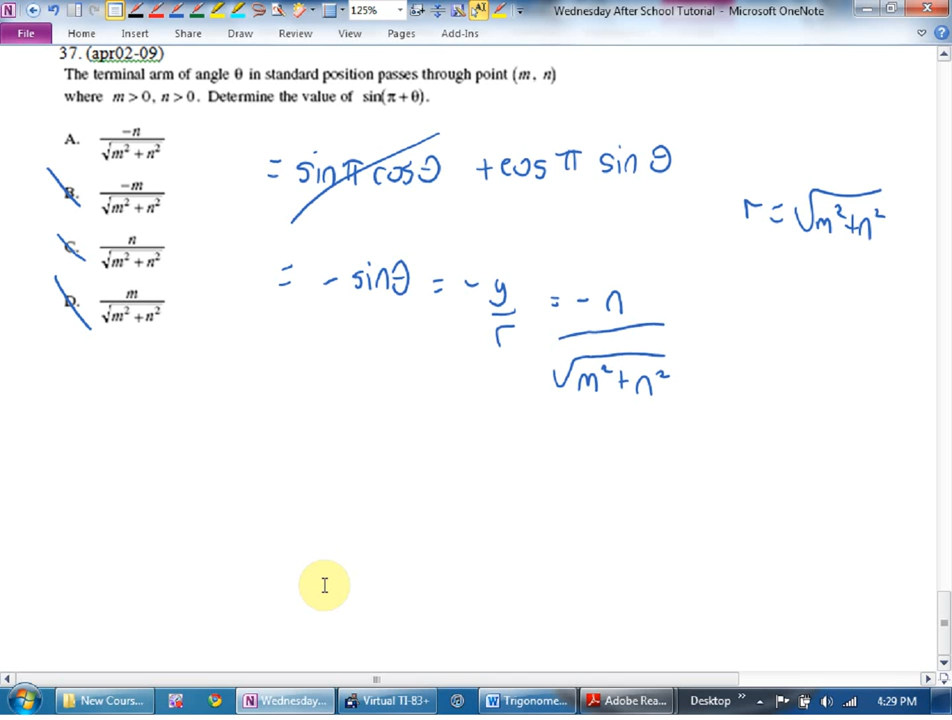 125%
Wednesday After School Tutorial - Microsoft OneNote
File Home Insert Share Draw Review View Pages Add-Ins
37. (apr02-09)
The terminal arm of angle θ in standard position passes through point (m, n)
where m > 0, n > 0. Determine the value of sin(π + θ).
A. -n / √(m² + n²)
B. -m / √(m² + n²)
C. n / √(m² + n²)
D. m / √(m² + n²)
= sin π cos θ + cos π sin θ
r = √(m²+n²)
= - sin θ = - y/r = - n / √(m²+n²)
New Cours... Wednesday... Virtual TI-83+ Trigonome... Adobe Rea... Desktop » 4:29 PM